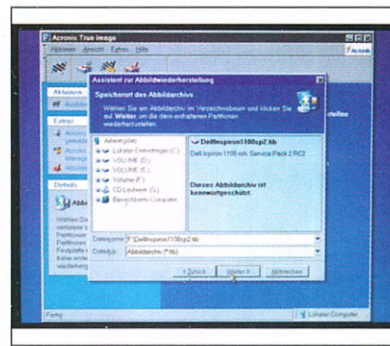 Acronis True Image
Aktionen Ansicht Extras Hilfe
Acronis
Assistent zur Abbildwiederherstellung
Speicherort des Abbildarchivs
Wählen Sie ein Abbildarchiv im Verzeichnisbaum und klicken Sie
auf Weiter, um dem enthaltenen Partitionen
wiederherzustellen.
Aktionen
Extras
Details
Arbeitsplatz
Lokaler Datenträger (C:)
VOLUME (D:)
VOLUME (E:)
Volume (F:)
CD-Laufwerk (G:)
Benachbarte Computer
DellInspiron1100sp2.tib
Dell Inspiron 1100 mit Service Pack 2 RC2
Dieses Abbildarchiv ist
kennwortgeschützt.
Dateiname: F:\DellInspiron1100sp2.tib
Dateityp: Abbildarchiv (*.tib)
< Zurück Weiter > Abbrechen
Fertig
Lokaler Computer